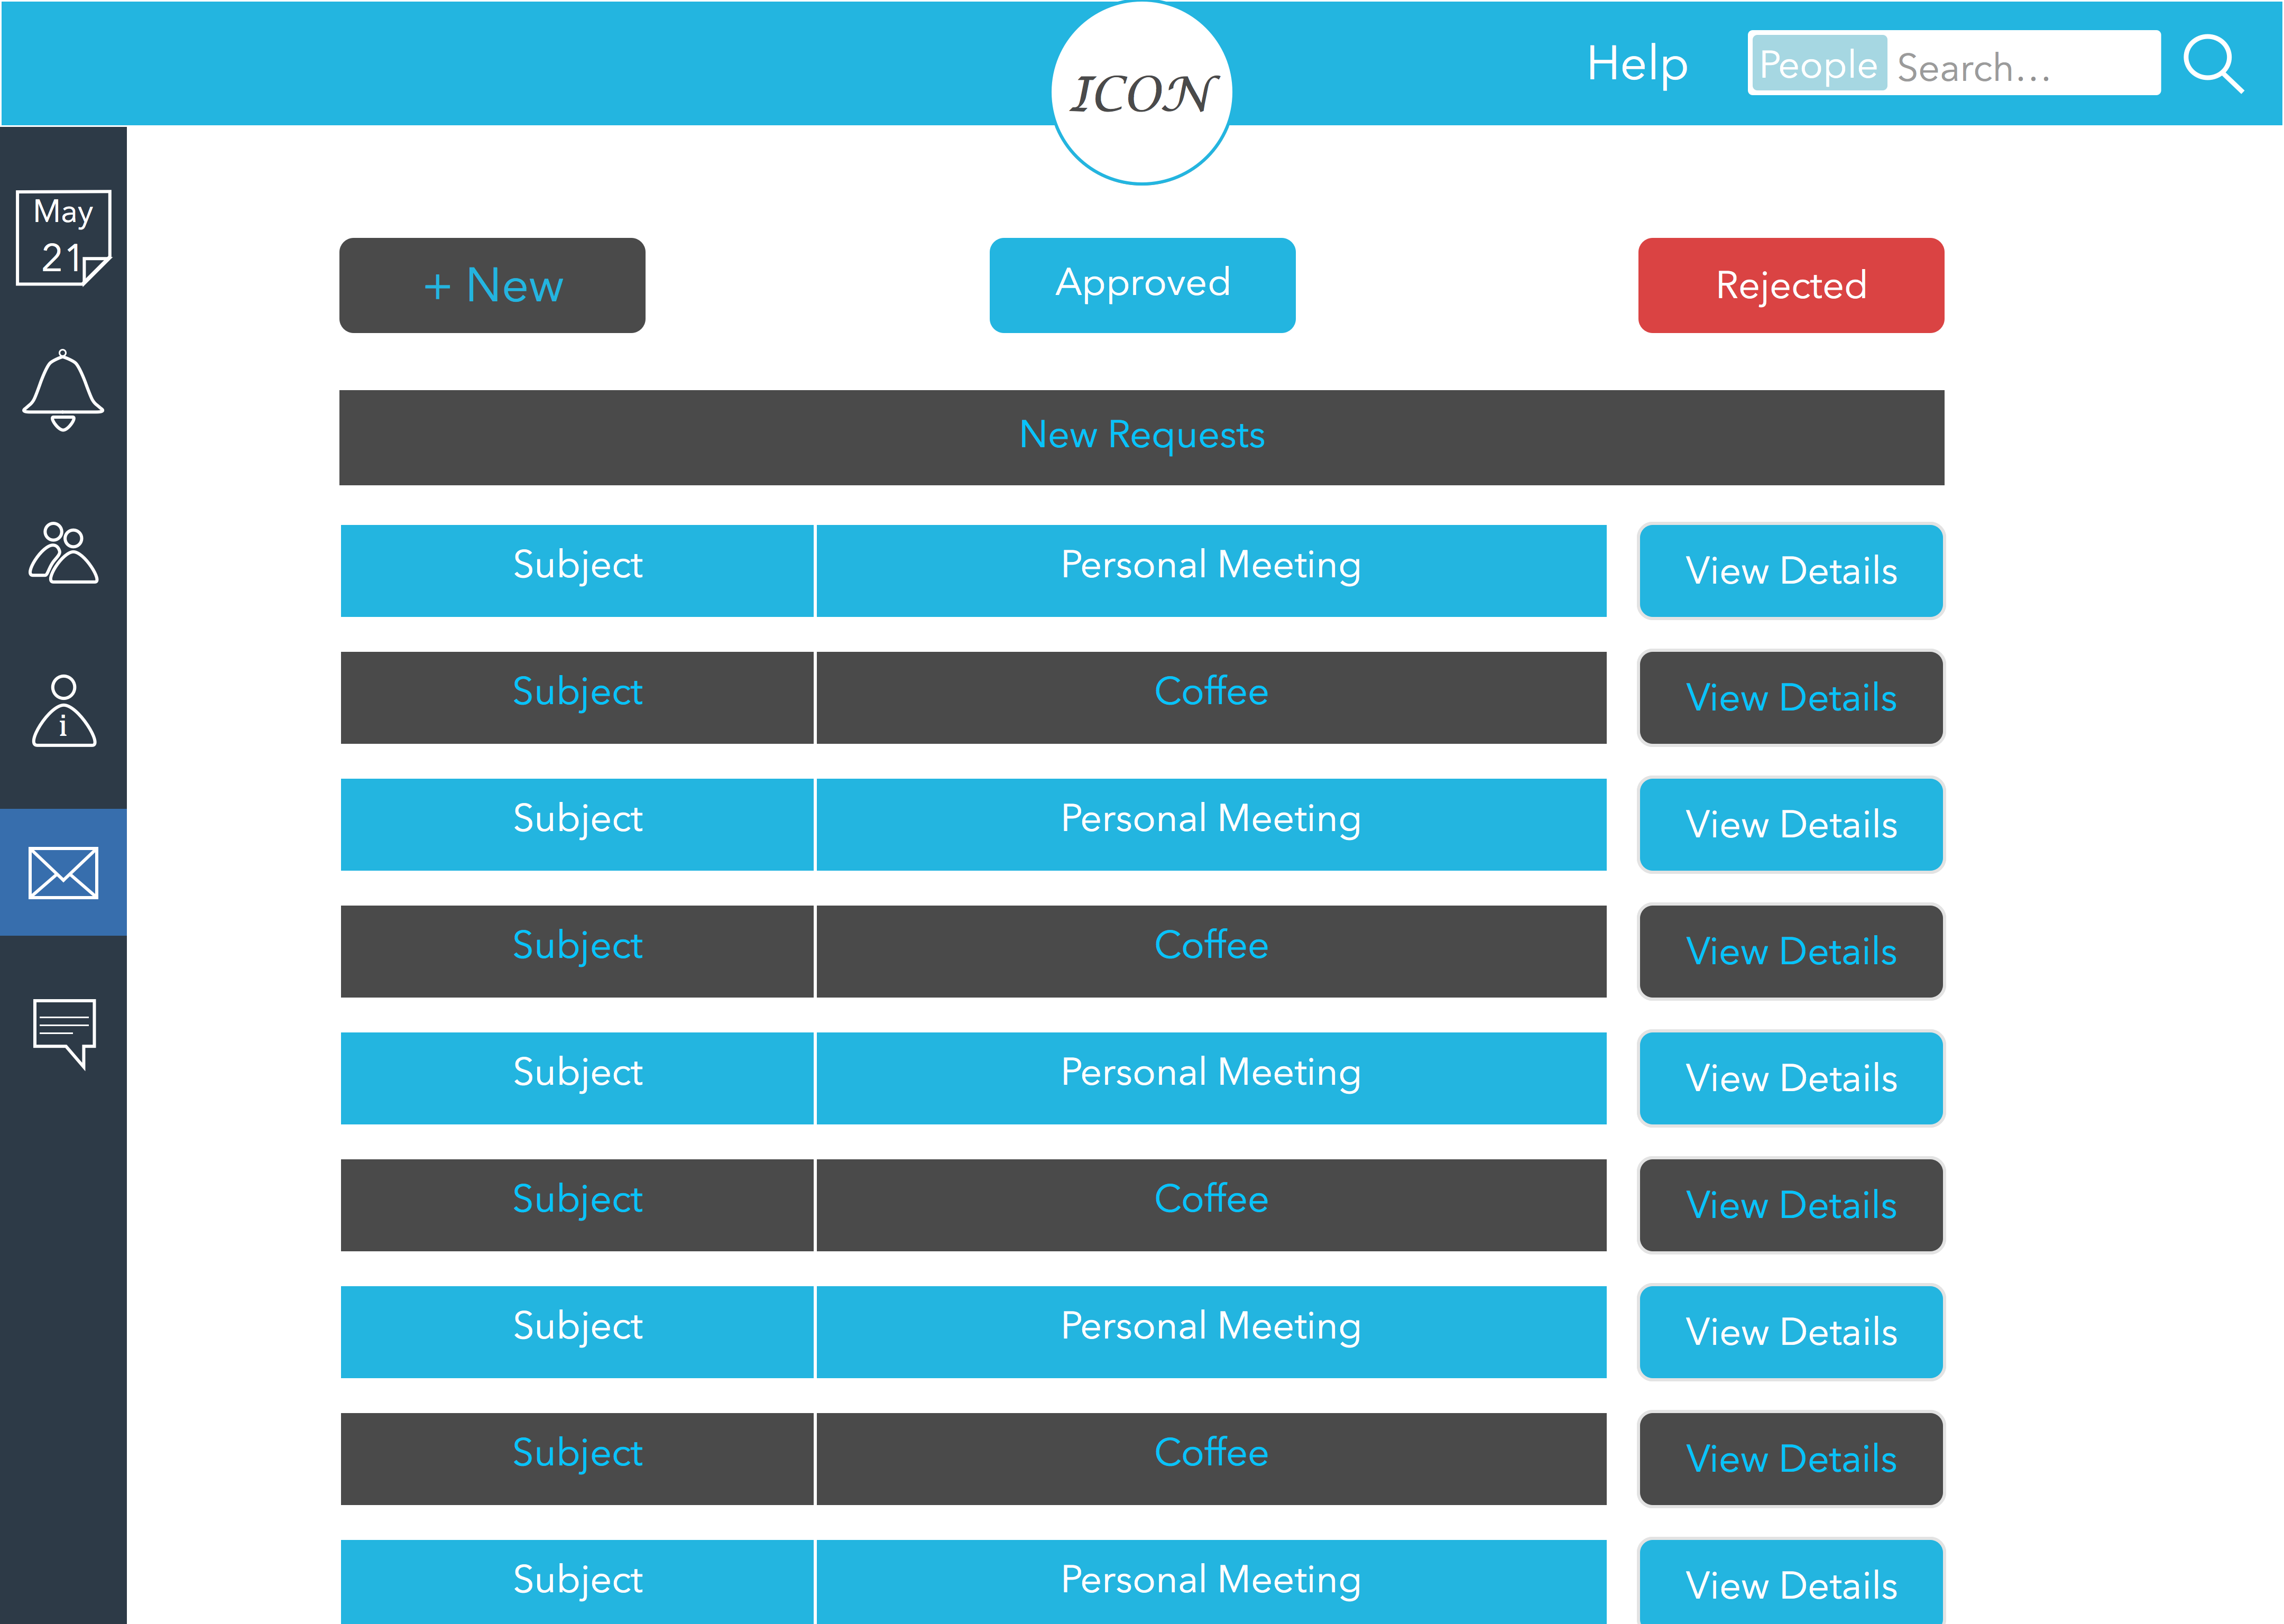 ICON
Help
People Search...
May
21
+ New
Approved
Rejected
New Requests
Subject Personal Meeting View Details
Subject Coffee View Details
i
Subject Personal Meeting View Details
Subject Coffee View Details
Subject Personal Meeting View Details
Subject Coffee View Details
Subject Personal Meeting View Details
Subject Coffee View Details
Subject Personal Meeting View Details